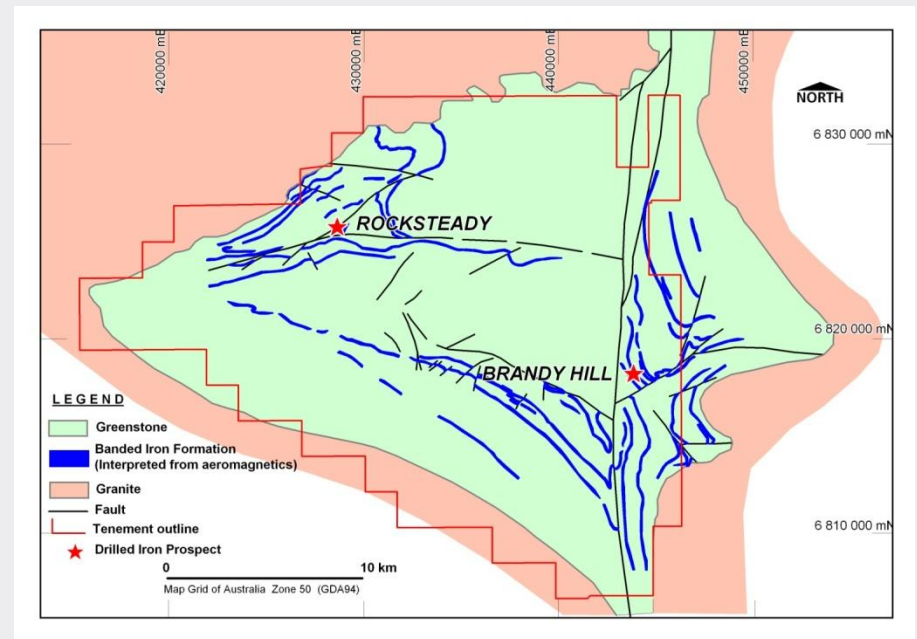 420000 mE
430000 mE
440000 mE
450000 mE
NORTH
6 830 000 mN
ROCKSTEADY
6 820 000 mN
BRANDY HILL
LEGEND
Greenstone
Banded Iron Formation
(Interpreted from aeromagnetics)
Granite
Fault
Tenement outline
Drilled Iron Prospect
6 810 000 mN
0 10 km
Map Grid of Australia Zone 50 (GDA94)